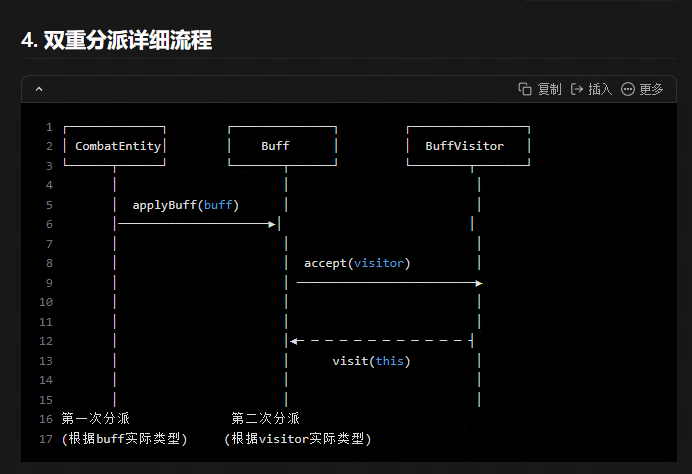 4. 双重分派详细流程
复制 插入 更多
1
2 CombatEntity Buff BuffVisitor
3
4
5 applyBuff(buff)
6
7
8 accept(visitor)
9
10
11
12
13 visit(this)
14
15
16 第一次分派 第二次分派
17 (根据buff实际类型) (根据visitor实际类型)